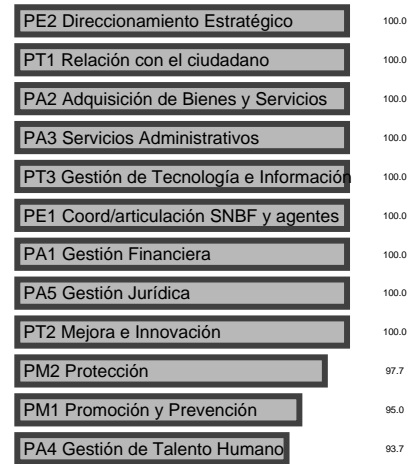 PE2 Direccionamiento Estratégico 100.0
PT1 Relación con el ciudadano 100.0
PA2 Adquisición de Bienes y Servicios 100.0
PA3 Servicios Administrativos 100.0
PT3 Gestión de Tecnología e Información 100.0
PE1 Coord/articulación SNBF y agentes 100.0
PA1 Gestión Financiera 100.0
PA5 Gestión Jurídica 100.0
PT2 Mejora e Innovación 100.0
PM2 Protección 97.7
PM1 Promoción y Prevención 95.0
PA4 Gestión de Talento Humano 93.7